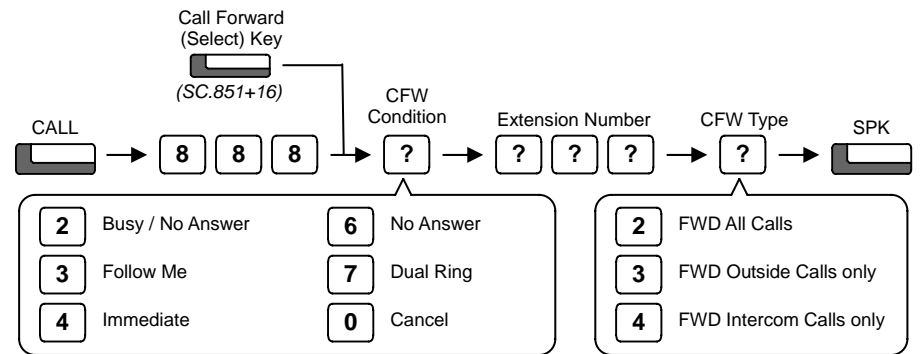 Call Forward
(Select) Key
(SC.851+16)
CALL
8 8 8
CFW
Condition
?
Extension Number
? ? ?
CFW Type
?
SPK
2 Busy / No Answer
3 Follow Me
4 Immediate
6 No Answer
7 Dual Ring
0 Cancel
2 FWD All Calls
3 FWD Outside Calls only
4 FWD Intercom Calls only